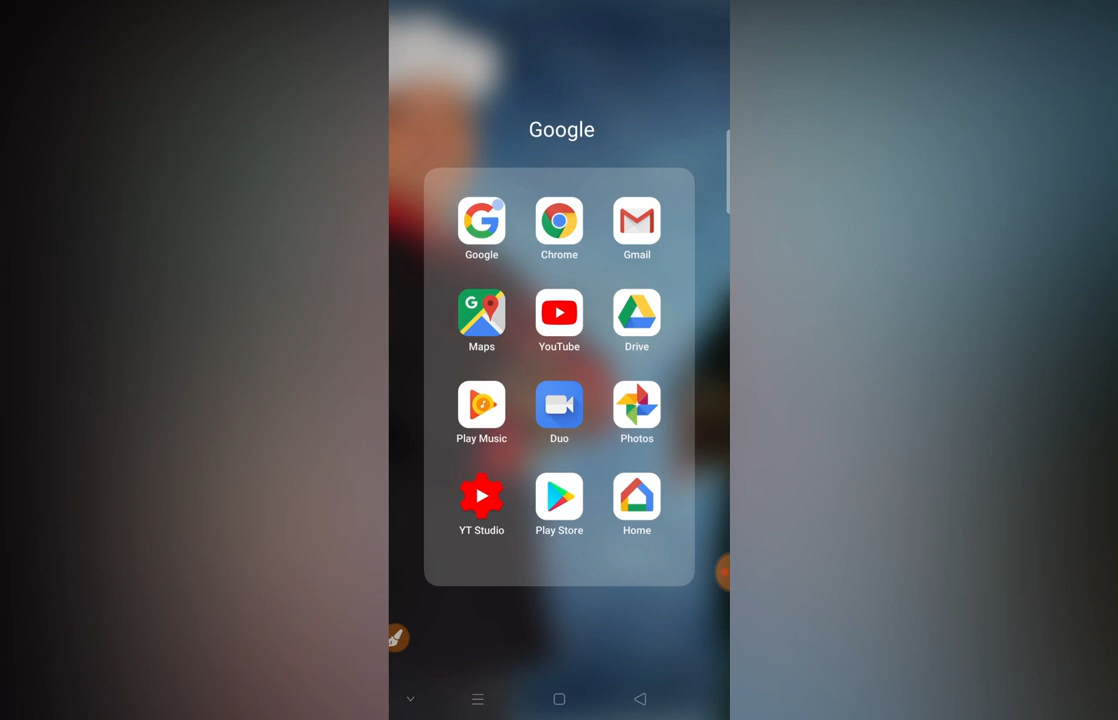 Google
Google Chrome Gmail
G
Maps YouTube Drive
Play Music Duo Photos
YT Studio Play Store Home